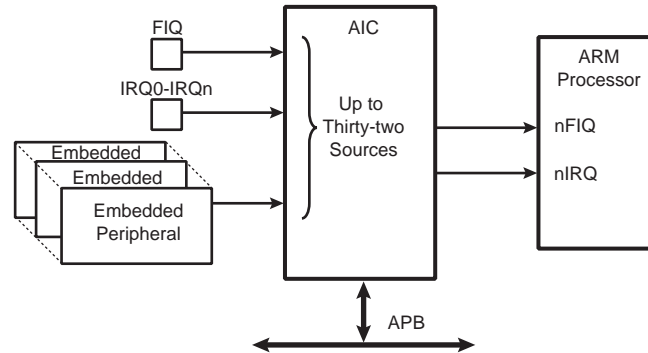 FIQ
IRQ0-IRQn
Embedded
Embedded
Embedded
Peripheral
AIC
Up to
Thirty-two
Sources
ARM
Processor
nFIQ
nIRQ
APB